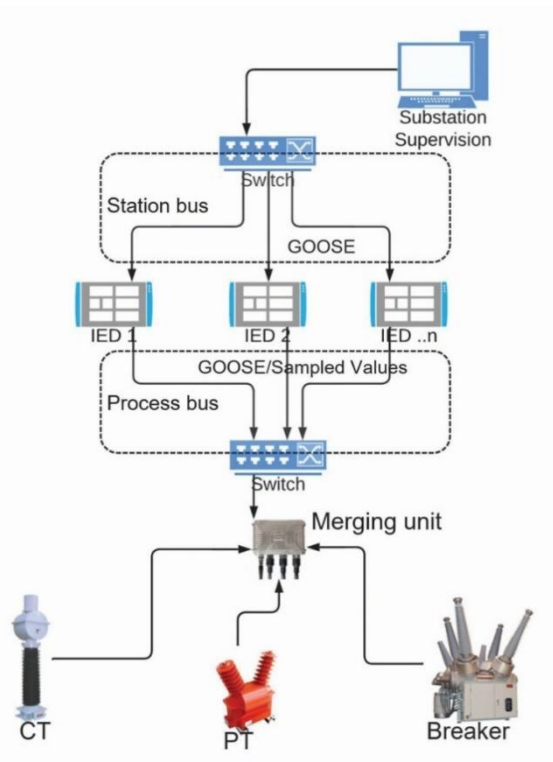 Substation
Supervision
Switch
Station bus
GOOSE
IED 1
IED 2
IED ..n
GOOSE/Sampled Values
Process bus
Switch
Merging unit
CT
PT
Breaker